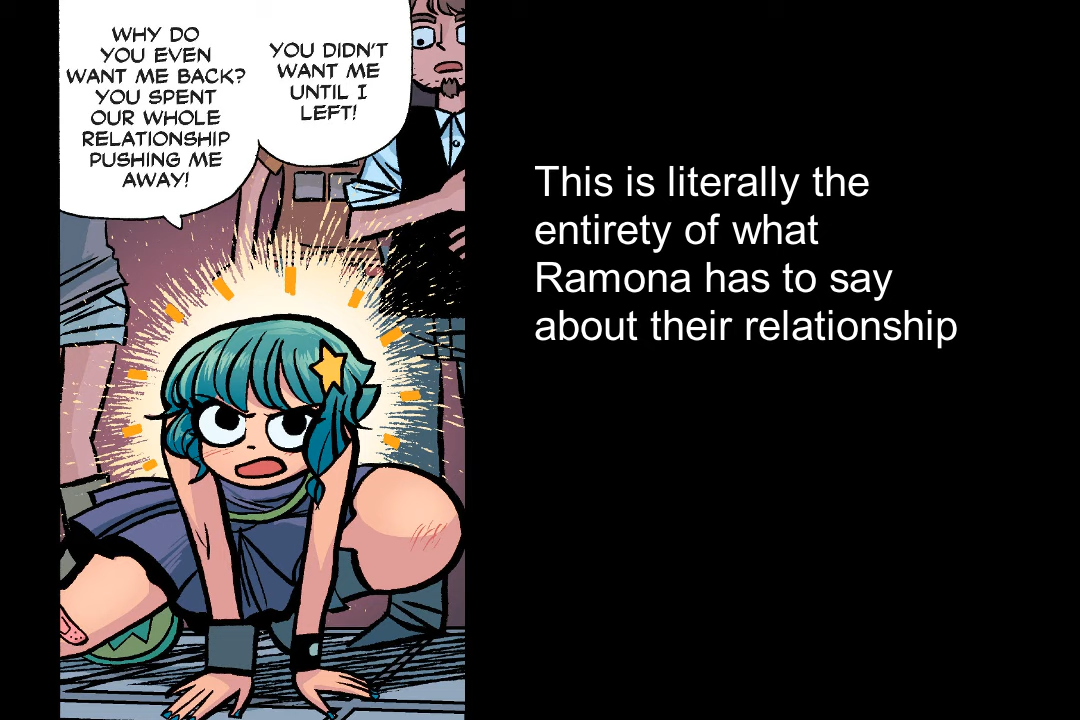 WHY DO
YOU EVEN
WANT ME BACK?
YOU SPENT
OUR WHOLE
RELATIONSHIP
PUSHING ME
AWAY!
YOU DIDN'T
WANT ME
UNTIL I
LEFT!
This is literally the
entirety of what
Ramona has to say
about their relationship